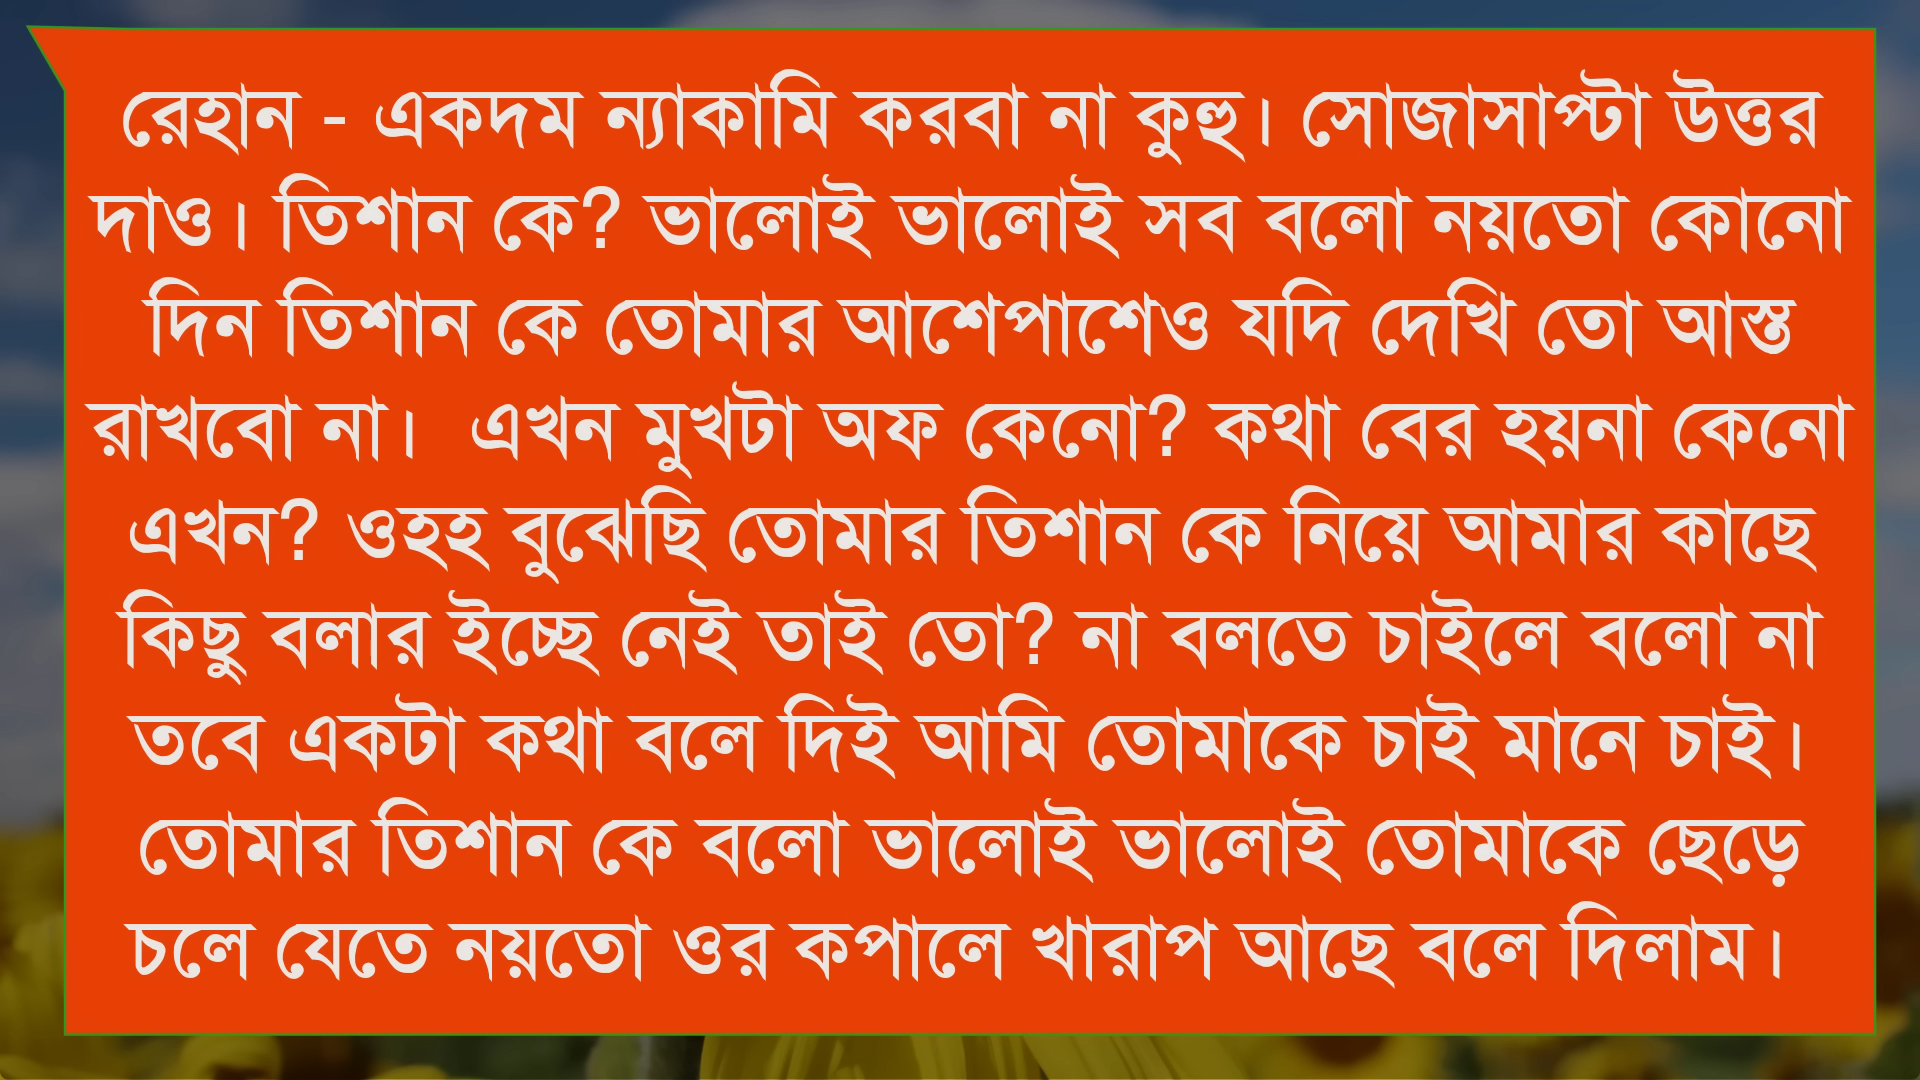 রেহান - একদম ন্যাকামি করবা না কুহু। সোজাসাপ্টা উত্তর
দাও। তিশান কে? ভালোই ভালোই সব বলো নয়তো কোনো
দিন তিশান কে তোমার আশেপাশেও যদি দেখি তো আস্ত
রাখবো না।  এখন মুখটা অফ কেনো? কথা বের হয়না কেনো
এখন? ওহহ বুঝেছি তোমার তিশান কে নিয়ে আমার কাছে
কিছু বলার ইচ্ছে নেই তাই তো? না বলতে চাইলে বলো না
তবে একটা কথা বলে দিই আমি তোমাকে চাই মানে চাই।
তোমার তিশান কে বলো ভালোই ভালোই তোমাকে ছেড়ে
চলে যেতে নয়তো ওর কপালে খারাপ আছে বলে দিলাম।